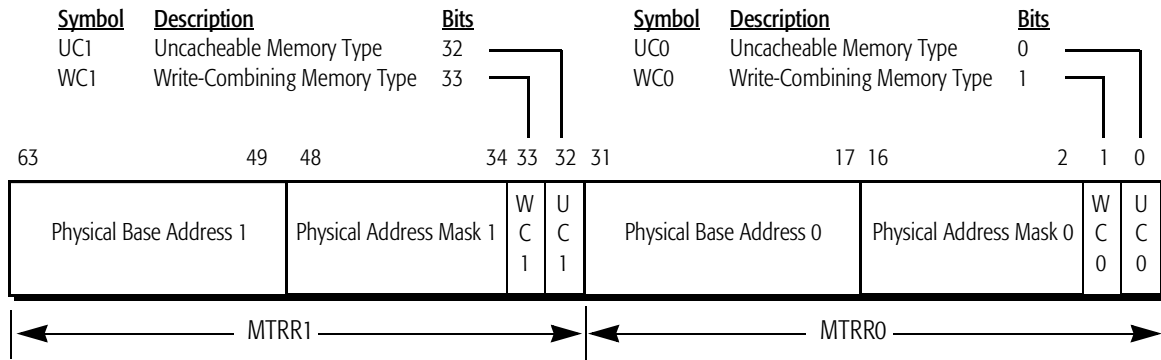 Symbol Description Bits Symbol Description Bits
UC1 Uncacheable Memory Type 32 UC0 Uncacheable Memory Type 0
WC1 Write-Combining Memory Type 33 WC0 Write-Combining Memory Type 1
63 49 48 34 33 32 31 17 16 2 1 0
Physical Base Address 1 Physical Address Mask 1 W C 1 U C 1 Physical Base Address 0 Physical Address Mask 0 W C 0 U C 0
MTRR1 MTRR0